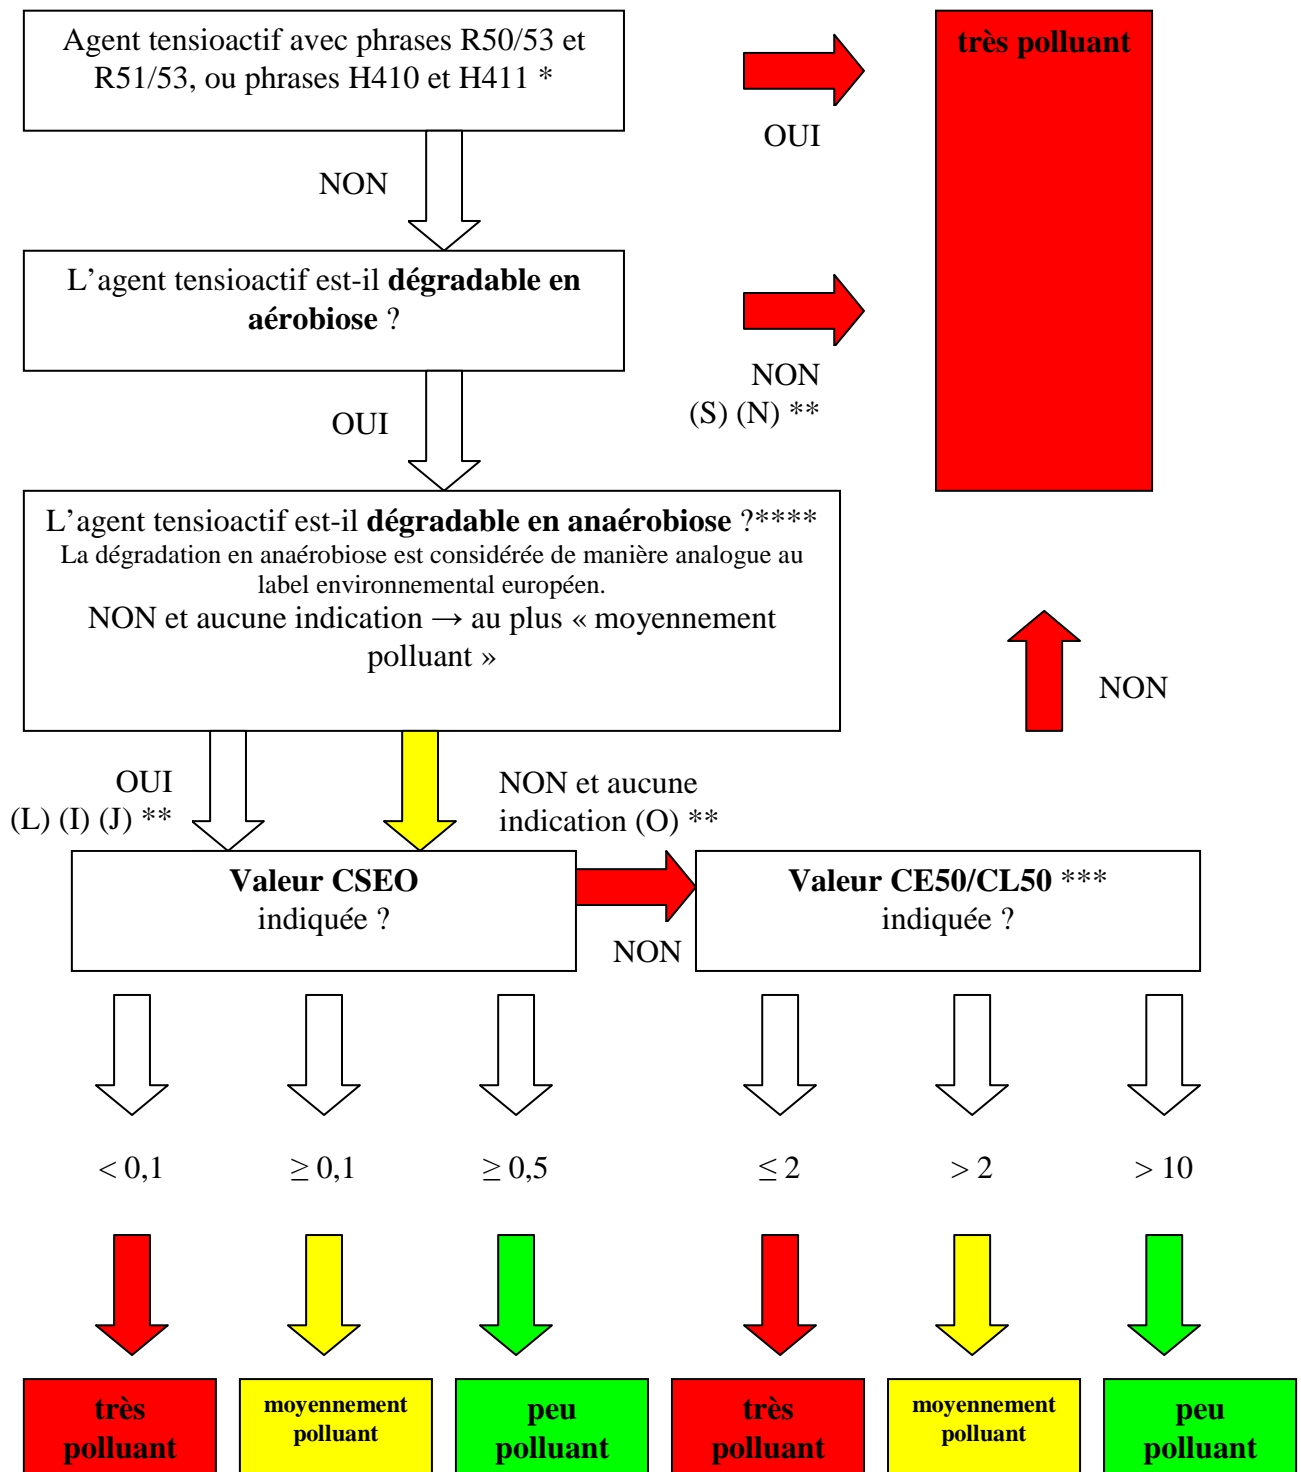 Agent tensioactif avec phrases R50/53 et
R51/53, ou phrases H410 et H411 *
très polluant
OUI
NON
L’agent tensioactif est-il dégradable en
aérobiose ?
NON
(S) (N) **
OUI
L’agent tensioactif est-il dégradable en anaérobiose ?****
La dégradation en anaérobiose est considérée de manière analogue au
label environnemental européen.
NON et aucune indication → au plus « moyennement
polluant »
NON
OUI
(L) (I) (J) **
NON et aucune
indication (O) **
Valeur CSEO
indiquée ?
NON
Valeur CE50/CL50 ***
indiquée ?
< 0,1
≥ 0,1
≥ 0,5
≤ 2
> 2
> 10
très
polluant
moyennement
polluant
peu
polluant
très
polluant
moyennement
polluant
peu
polluant